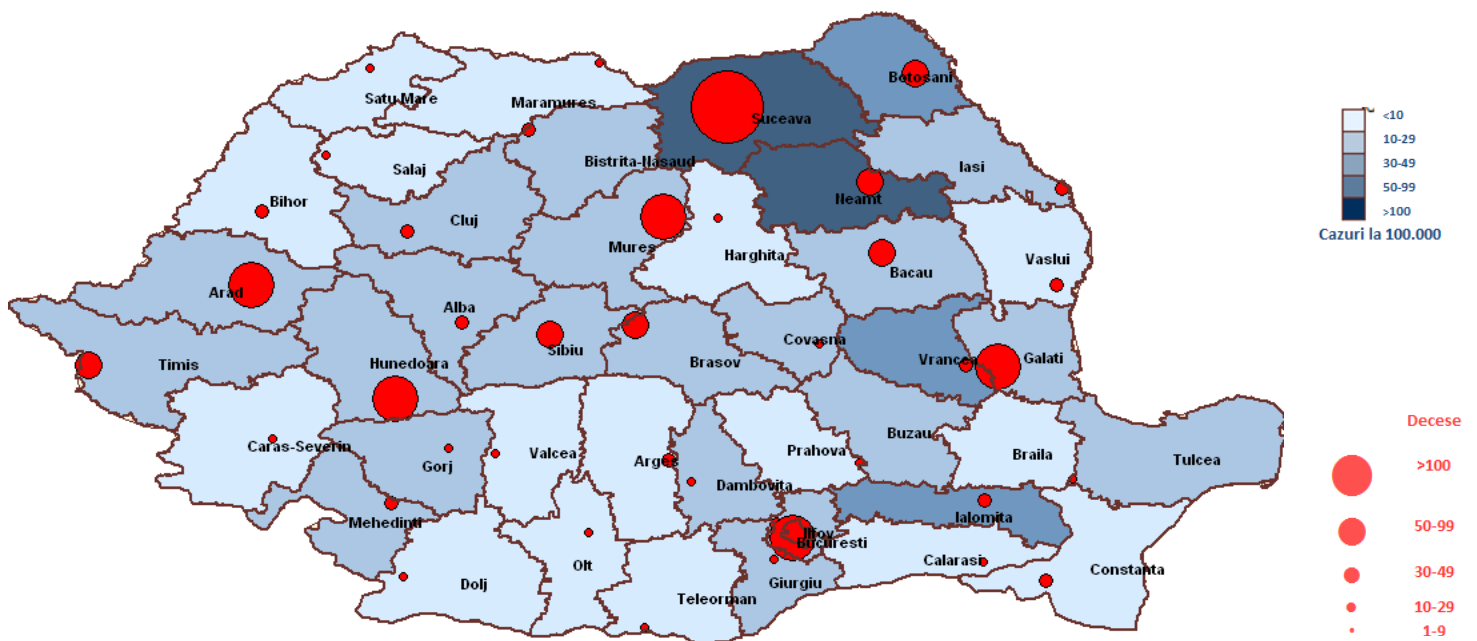 Satu Mare
Maramures
Suceava
Botosani
Salaj
Bistrita-Nasaud
Iasi
Bihor
Cluj
Neamt
Mures
Harghita
Bacau
Vaslui
Arad
Alba
Timis
Hunedoara
Sibiu
Brasov
Covasna
Vrancea
Galati
Caras-Severin
Gorj
Valcea
Arges
Dambovita
Prahova
Buzau
Braila
Tulcea
Mehedinti
Ilfov
Bucuresti
Ialomita
Calarasi
Constanta
Dolj
Olt
Teleorman
Giurgiu
<10
10-29
30-49
50-99
>100
Cazuri la 100.000
Decese
>100
50-99
30-49
10-29
1-9